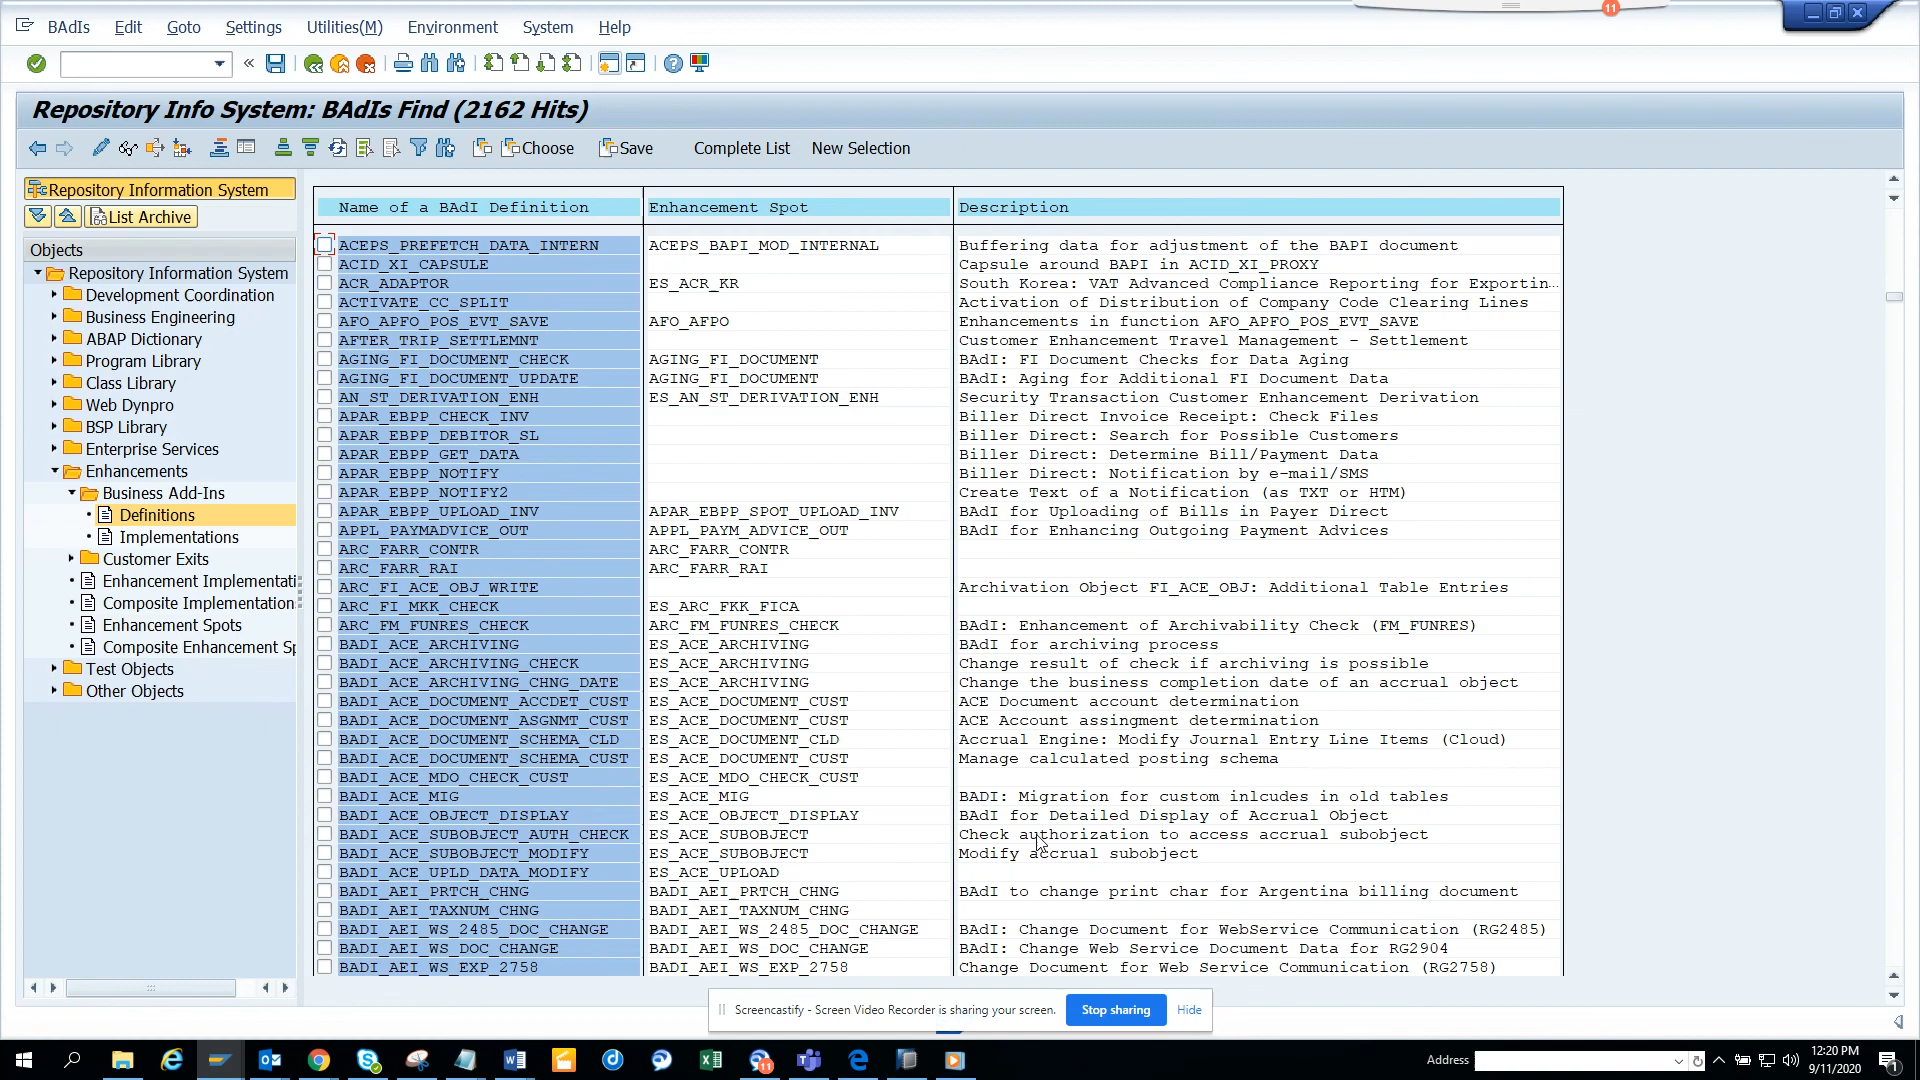 11
BAdIs Edit Goto Settings Utilities(M) Environment System Help
Repository Info System: BAdIs Find (2162 Hits)
Choose Save Complete List New Selection
Repository Information System
List Archive
Objects
Repository Information System
Development Coordination
Business Engineering
ABAP Dictionary
Program Library
Class Library
Web Dynpro
BSP Library
Enterprise Services
Enhancements
Business Add-Ins
Definitions
Implementations
Customer Exits
Enhancement Implementati
Composite Implementation
Enhancement Spots
Composite Enhancement Sp
Test Objects
Other Objects
Name of a BAdI Definition Enhancement Spot Description
ACEPS_PREFETCH_DATA_INTERN ACEPS_BAPI_MOD_INTERNAL Buffering data for adjustment of the BAPI document
ACID_XI_CAPSULE Capsule around BAPI in ACID_XI_PROXY
ACR_ADAPTOR ES_ACR_KR South Korea: VAT Advanced Compliance Reporting for Exportin...
ACTIVATE_CC_SPLIT Activation of Distribution of Company Code Clearing Lines
AFO_APFO_POS_EVT_SAVE AFO_AFPO Enhancements in function AFO_APFO_POS_EVT_SAVE
AFTER_TRIP_SETTLEMNT Customer Enhancement Travel Management - Settlement
AGING_FI_DOCUMENT_CHECK AGING_FI_DOCUMENT BAdI: FI Document Checks for Data Aging
AGING_FI_DOCUMENT_UPDATE AGING_FI_DOCUMENT BAdI: Aging for Additional FI Document Data
AN_ST_DERIVATION_ENH ES_AN_ST_DERIVATION_ENH Security Transaction Customer Enhancement Derivation
APAR_EBPP_CHECK_INV Biller Direct Invoice Receipt: Check Files
APAR_EBPP_DEBITOR_SL Biller Direct: Search for Possible Customers
APAR_EBPP_GET_DATA Biller Direct: Determine Bill/Payment Data
APAR_EBPP_NOTIFY Biller Direct: Notification by e-mail/SMS
APAR_EBPP_NOTIFY2 Create Text of a Notification (as TXT or HTM)
APAR_EBPP_UPLOAD_INV APAR_EBPP_SPOT_UPLOAD_INV BAdI for Uploading of Bills in Payer Direct
APPL_PAYMADVICE_OUT APPL_PAYM_ADVICE_OUT BAdI for Enhancing Outgoing Payment Advices
ARC_FARR_CONTR ARC_FARR_CONTR
ARC_FARR_RAI ARC_FARR_RAI
ARC_FI_ACE_OBJ_WRITE Archivation Object FI_ACE_OBJ: Additional Table Entries
ARC_FI_MKK_CHECK ES_ARC_FKK_FICA
ARC_FM_FUNRES_CHECK ARC_FM_FUNRES_CHECK BAdI: Enhancement of Archivability Check (FM_FUNRES)
BADI_ACE_ARCHIVING ES_ACE_ARCHIVING BAdI for archiving process
BADI_ACE_ARCHIVING_CHECK ES_ACE_ARCHIVING Change result of check if archiving is possible
BADI_ACE_ARCHIVING_CHNG_DATE ES_ACE_ARCHIVING Change the business completion date of an accrual object
BADI_ACE_DOCUMENT_ACCDET_CUST ES_ACE_DOCUMENT_CUST ACE Document account determination
BADI_ACE_DOCUMENT_ASGNMT_CUST ES_ACE_DOCUMENT_CUST ACE Account assingment determination
BADI_ACE_DOCUMENT_SCHEMA_CLD ES_ACE_DOCUMENT_CLD Accrual Engine: Modify Journal Entry Line Items (Cloud)
BADI_ACE_DOCUMENT_SCHEMA_CUST ES_ACE_DOCUMENT_CUST Manage calculated posting schema
BADI_ACE_MDO_CHECK_CUST ES_ACE_MDO_CHECK_CUST
BADI_ACE_MIG ES_ACE_MIG BADI: Migration for custom inlcudes in old tables
BADI_ACE_OBJECT_DISPLAY ES_ACE_OBJECT_DISPLAY BAdI for Detailed Display of Accrual Object
BADI_ACE_SUBOBJECT_AUTH_CHECK ES_ACE_SUBOBJECT Check authorization to access accrual subobject
BADI_ACE_SUBOBJECT_MODIFY ES_ACE_SUBOBJECT Modify accrual subobject
BADI_ACE_UPLD_DATA_MODIFY ES_ACE_UPLOAD
BADI_AEI_PRTCH_CHNG BADI_AEI_PRTCH_CHNG BAdI to change print char for Argentina billing document
BADI_AEI_TAXNUM_CHNG BADI_AEI_TAXNUM_CHNG
BADI_AEI_WS_2485_DOC_CHANGE BADI_AEI_WS_2485_DOC_CHANGE BAdI: Change Document for WebService Communication (RG2485)
BADI_AEI_WS_DOC_CHANGE BADI_AEI_WS_DOC_CHANGE BAdI: Change Web Service Document Data for RG2904
BADI_AEI_WS_EXP_2758 BADI_AEI_WS_EXP_2758 Change Document for Web Service Communication (RG2758)
Screencastify - Screen Video Recorder is sharing your screen. Stop sharing Hide
Address
12:20 PM
9/11/2020
11
1